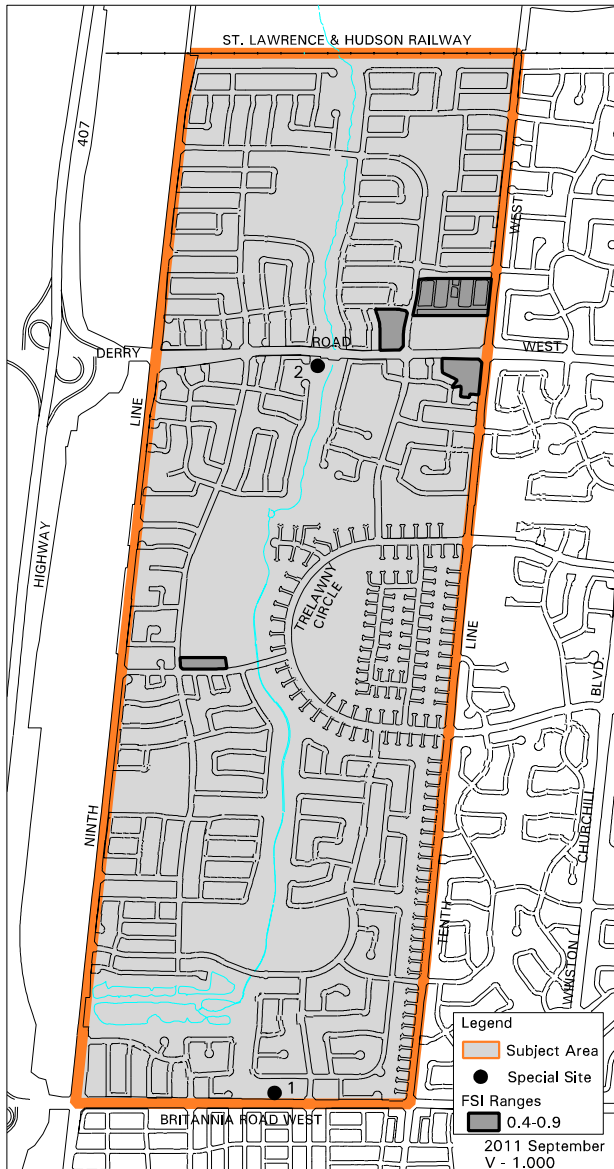 ST. LAWRENCE & HUDSON RAILWAY
407
WEST
ROAD
DERRY
WEST
2
LINE
HIGHWAY
TRELAWNY
CIRCLE
LINE
BLVD
NINTH
CHURCHILL
TENTH
WINSTON
1
BRITANNIA ROAD WEST
Legend
Subject Area
Special Site
FSI Ranges
0.4-0.9
2011 September
V - 1.000